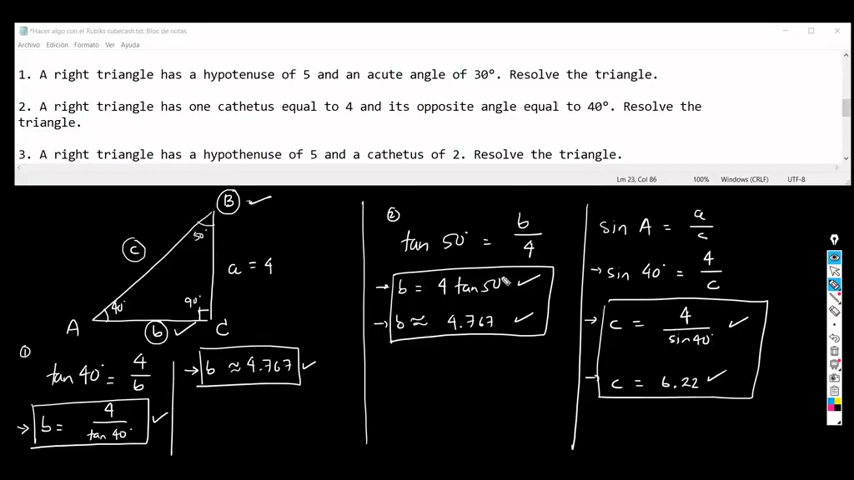 *Hacer algo con el Rubiks cubecash.txt: Bloc de notas
Archivo Edición Formato Ver Ayuda
1. A right triangle has a hypotenuse of 5 and an acute angle of 30º. Resolve the triangle.
2. A right triangle has one cathetus equal to 4 and its opposite angle equal to 40º. Resolve the
triangle.
3. A right triangle has a hypothenuse of 5 and a cathetus of 2. Resolve the triangle.
Lm 23, Col 86 100% Windows (CRLF) UTF-8
B
50°
c
a = 4
40°
90°
A
b
C
①
tan 40° = 4/b
b = 4/tan 40°
b ≈ 4.767
②
tan 50° = b/4
b = 4 tan 50°
b ≈ 4.767
sin A = a/c
sin 40° = 4/c
c = 4/sin 40°
c = 6.22